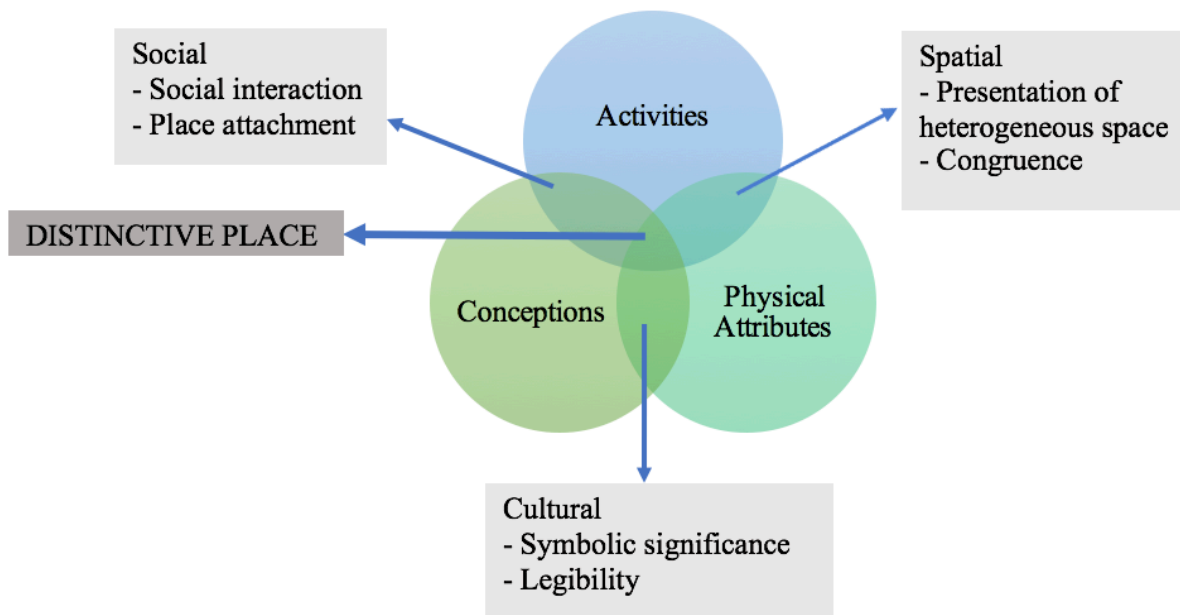 Social
- Social interaction
- Place attachment
Activities
Spatial
- Presentation of
heterogeneous space
- Congruence
DISTINCTIVE PLACE
Conceptions
Physical
Attributes
Cultural
- Symbolic significance
- Legibility